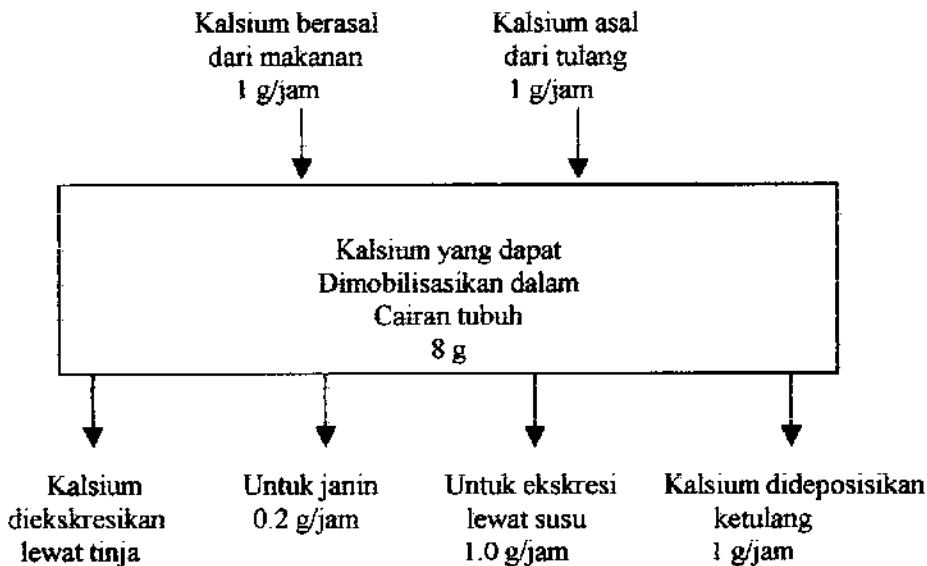 Kalsium berasal
dari makanan
1 g/jam
Kalsium asal
dari tulang
1 g/jam
Kalsium yang dapat
Dimobilisasikan dalam
Cairan tubuh
8 g
Kalsium
diekskresikan
lewat tinja
Untuk janin
0.2 g/jam
Untuk ekskresi
lewat susu
1.0 g/jam
Kalsium dideposisikan
ketulang
1 g/jam